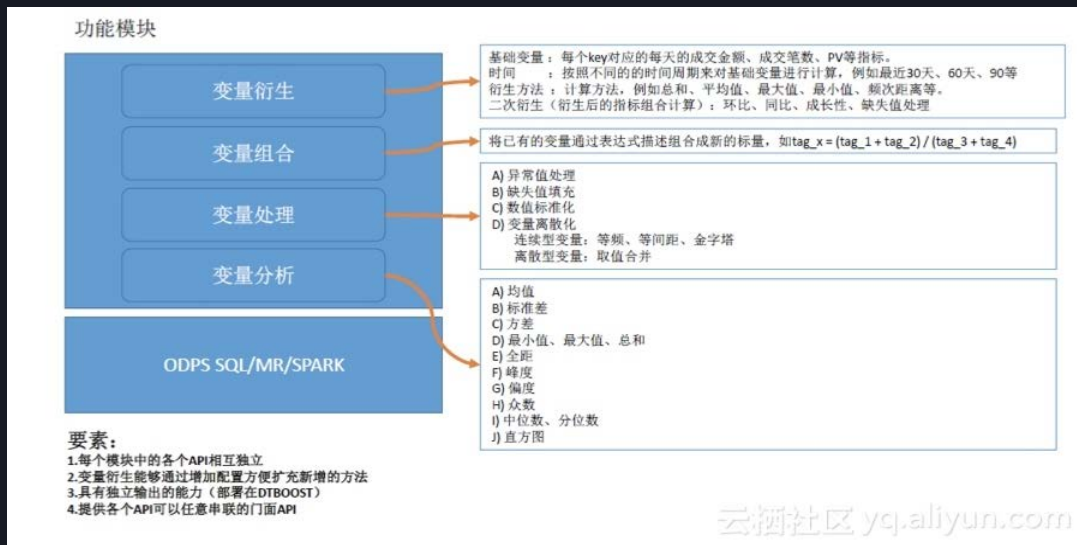 功能模块
变量衍生
变量组合
变量处理
变量分析
ODPS SQL/MR/SPARK
基础变量：每个key对应的每天的成交金额、成交笔数、PV等指标。
时间　　：按照不同的的时间周期来对基础变量进行计算，例如最近30天、60天、90等
衍生方法：计算方法，例如总和、平均值、最大值、最小值、频次距离等。
二次衍生（衍生后的指标组合计算）：环比、同比、成长性、缺失值处理
将已有的变量通过表达式描述组合成新的标量，如tag_x = (tag_1 + tag_2) / (tag_3 + tag_4)
A) 异常值处理
B) 缺失值填充
C) 数值标准化
D) 变量离散化
连续型变量：等频、等间距、金字塔
离散型变量：取值合并
A) 均值
B) 标准差
C) 方差
D) 最小值、最大值、总和
E) 全距
F) 峰度
G) 偏度
H) 众数
I) 中位数、分位数
J) 直方图
要素：
1.每个模块中的各个API相互独立
2.变量衍生能够通过增加配置方便扩充新增的方法
3.具有独立输出的能力（部署在DTBOOST）
4.提供各个API可以任意串联的门面API
云栖社区 yq.aliyun.com